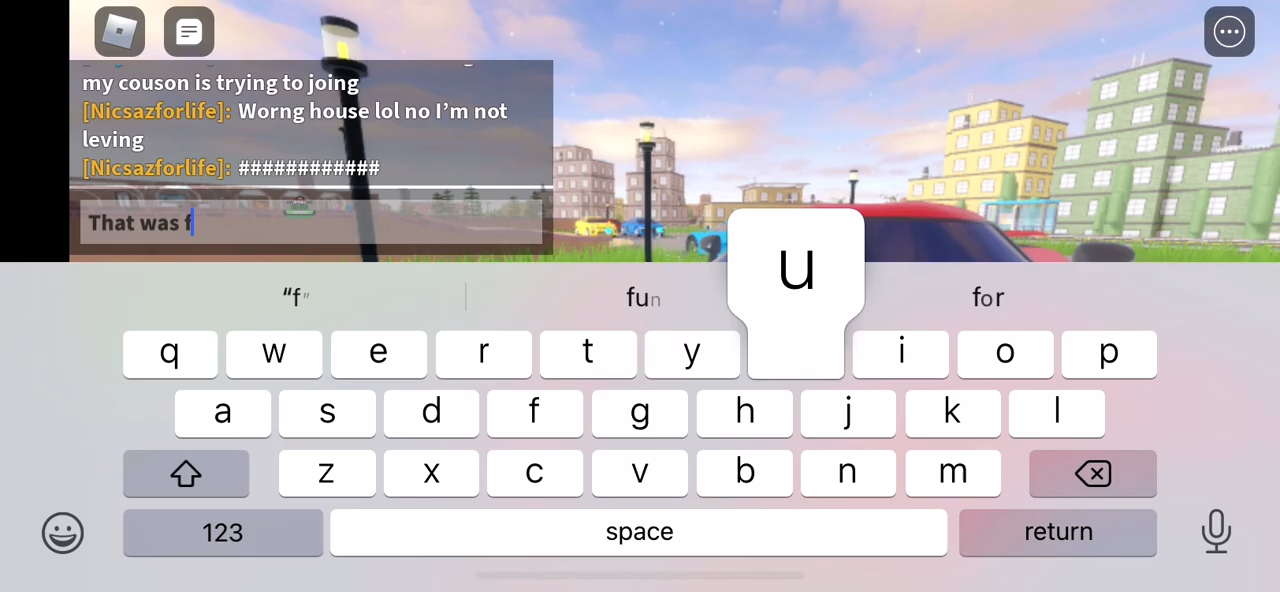 my couson is trying to joing
[Nicsazforlife]: Worng house lol no I’m not
leving
[Nicsazforlife]: ############
That was f
“f” fun for
u
q w e r t y i o p
a s d f g h j k l
z x c v b n m
123 space return